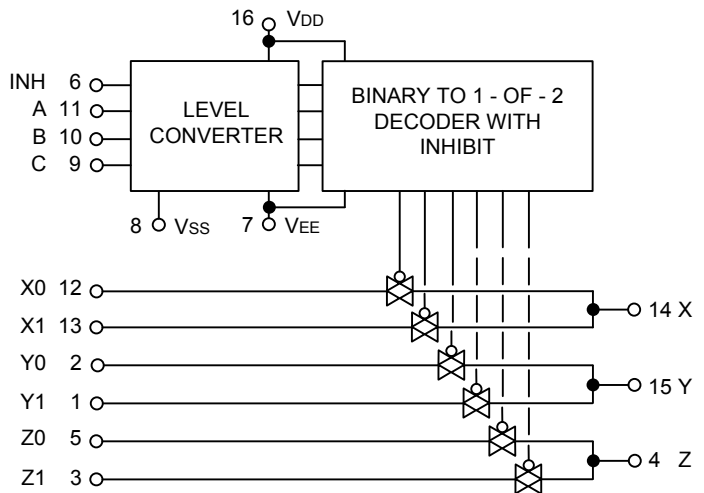 16 VDD
INH 6
A 11
B 10
C 9
LEVEL
CONVERTER
BINARY TO 1 - OF - 2
DECODER WITH
INHIBIT
8 VSS
7 VEE
X0 12
X1 13
14 X
Y0 2
Y1 1
15 Y
Z0 5
Z1 3
4 Z